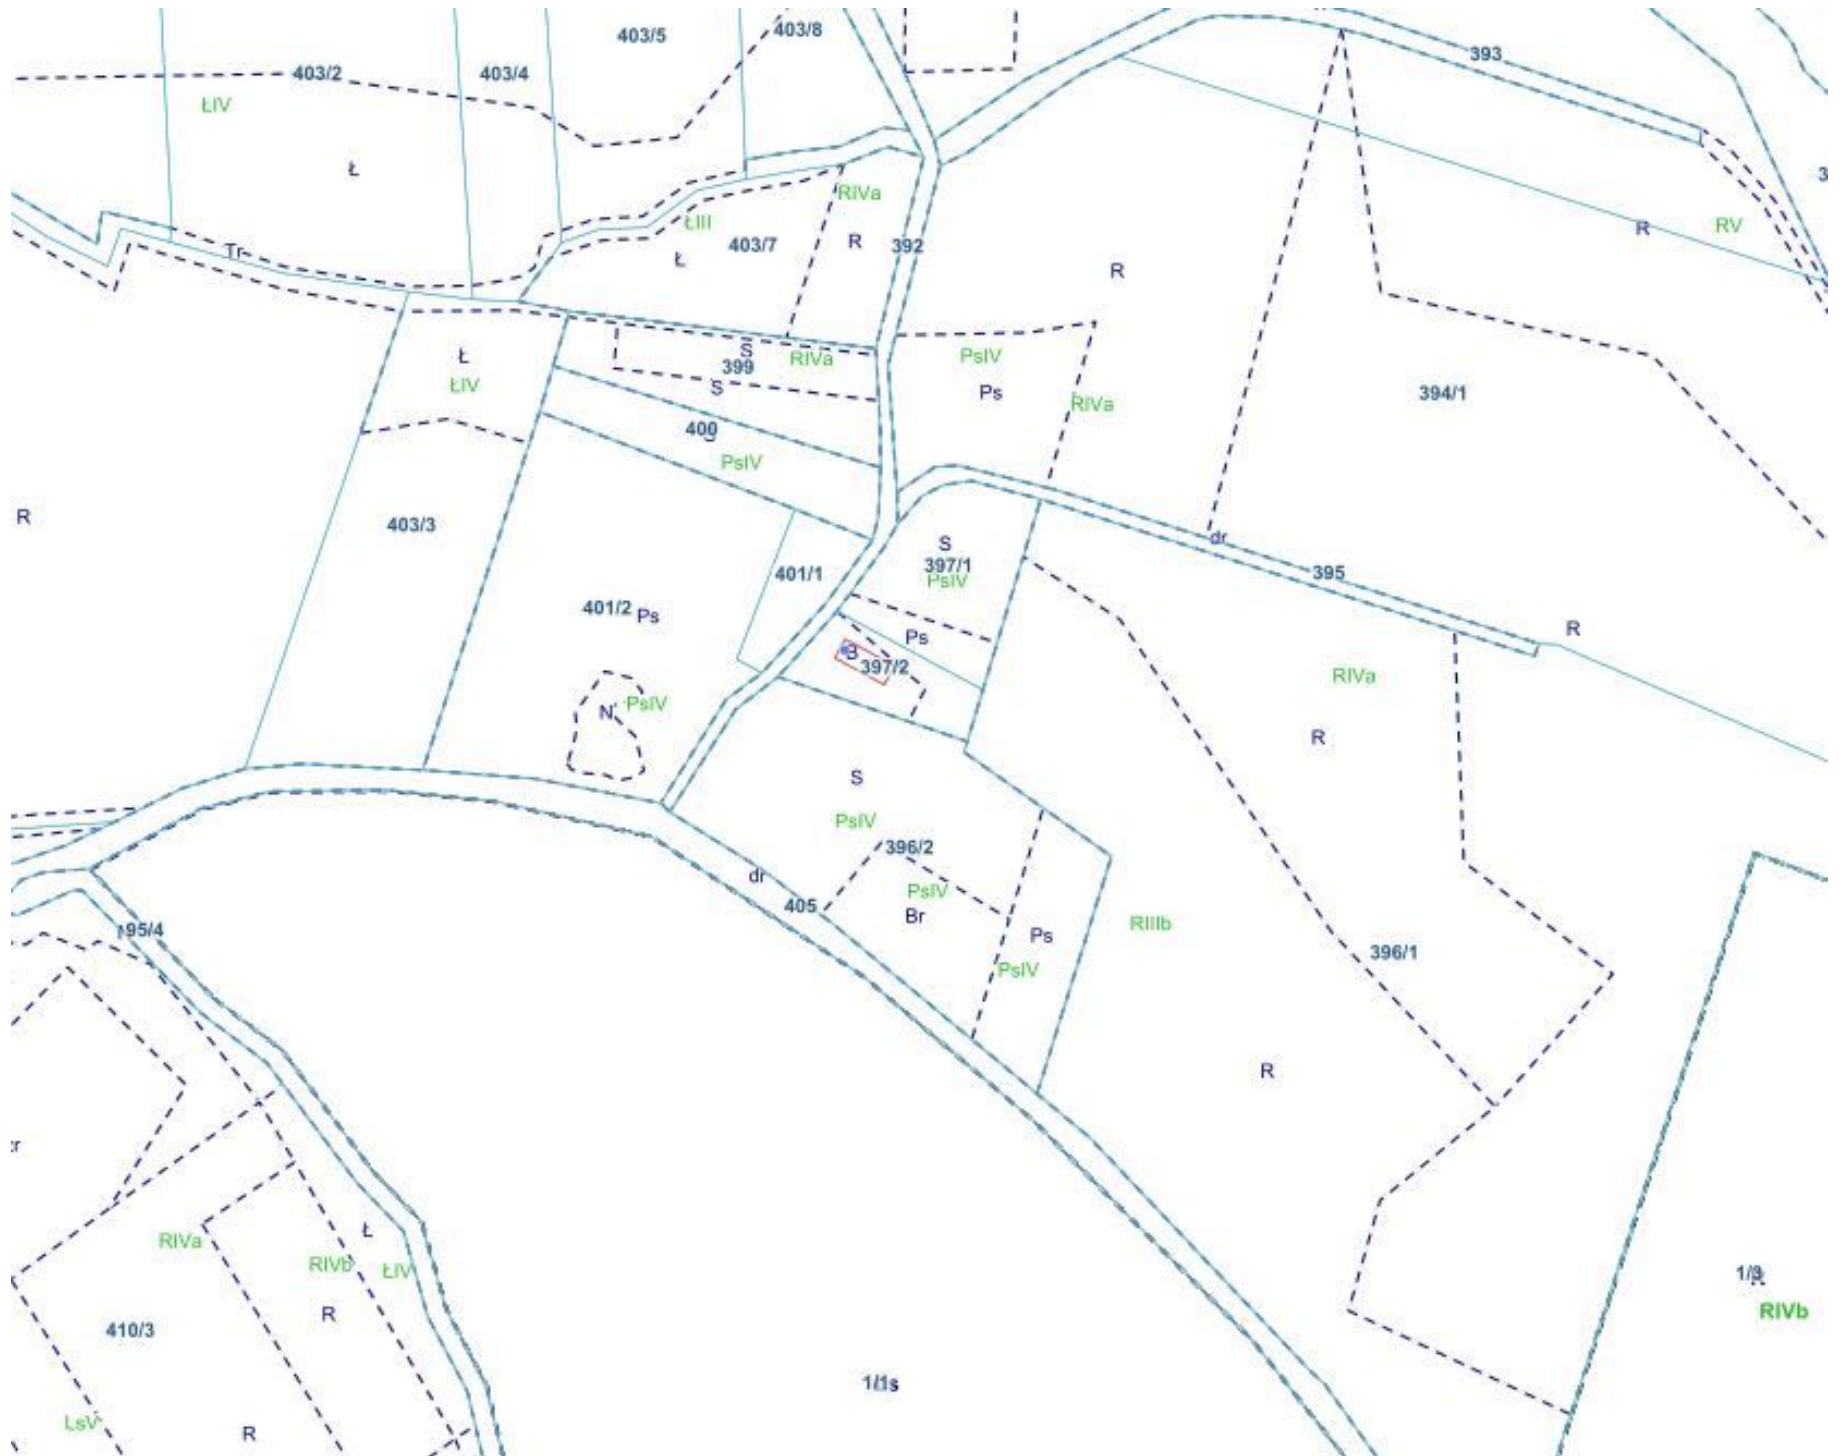 403/5
403/8
393
403/2
403/4
ŁIV
Ł
RIVa
ŁIII
403/7
R
392
R
RV
Tr
Ł
R
S
399
RIVa
PsIV
Ł
ŁIV
S
Ps
RIVa
394/1
400
PsIV
R
403/3
dr
S
397/1
PsIV
401/1
395
401/2
Ps
Ps
R
B
397/2
RIVa
N
PsIV
R
S
PsIV
396/2
dr
PsIV
405
Br
RIIIb
95/4
Ps
396/1
PsIV
R
RIVa
Ł
RIVb
ŁIV
1/3
R
RIVb
410/3
LsV
R